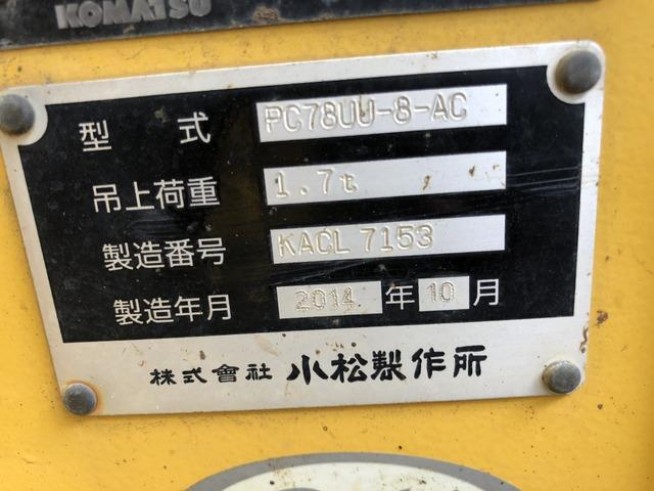 KOMATSU
型 式 PC78UU-8-AC
吊上荷重 1.7t
製造番号 KACL 7153
製造年月 2014 年 10 月
株式會社 小松製作所